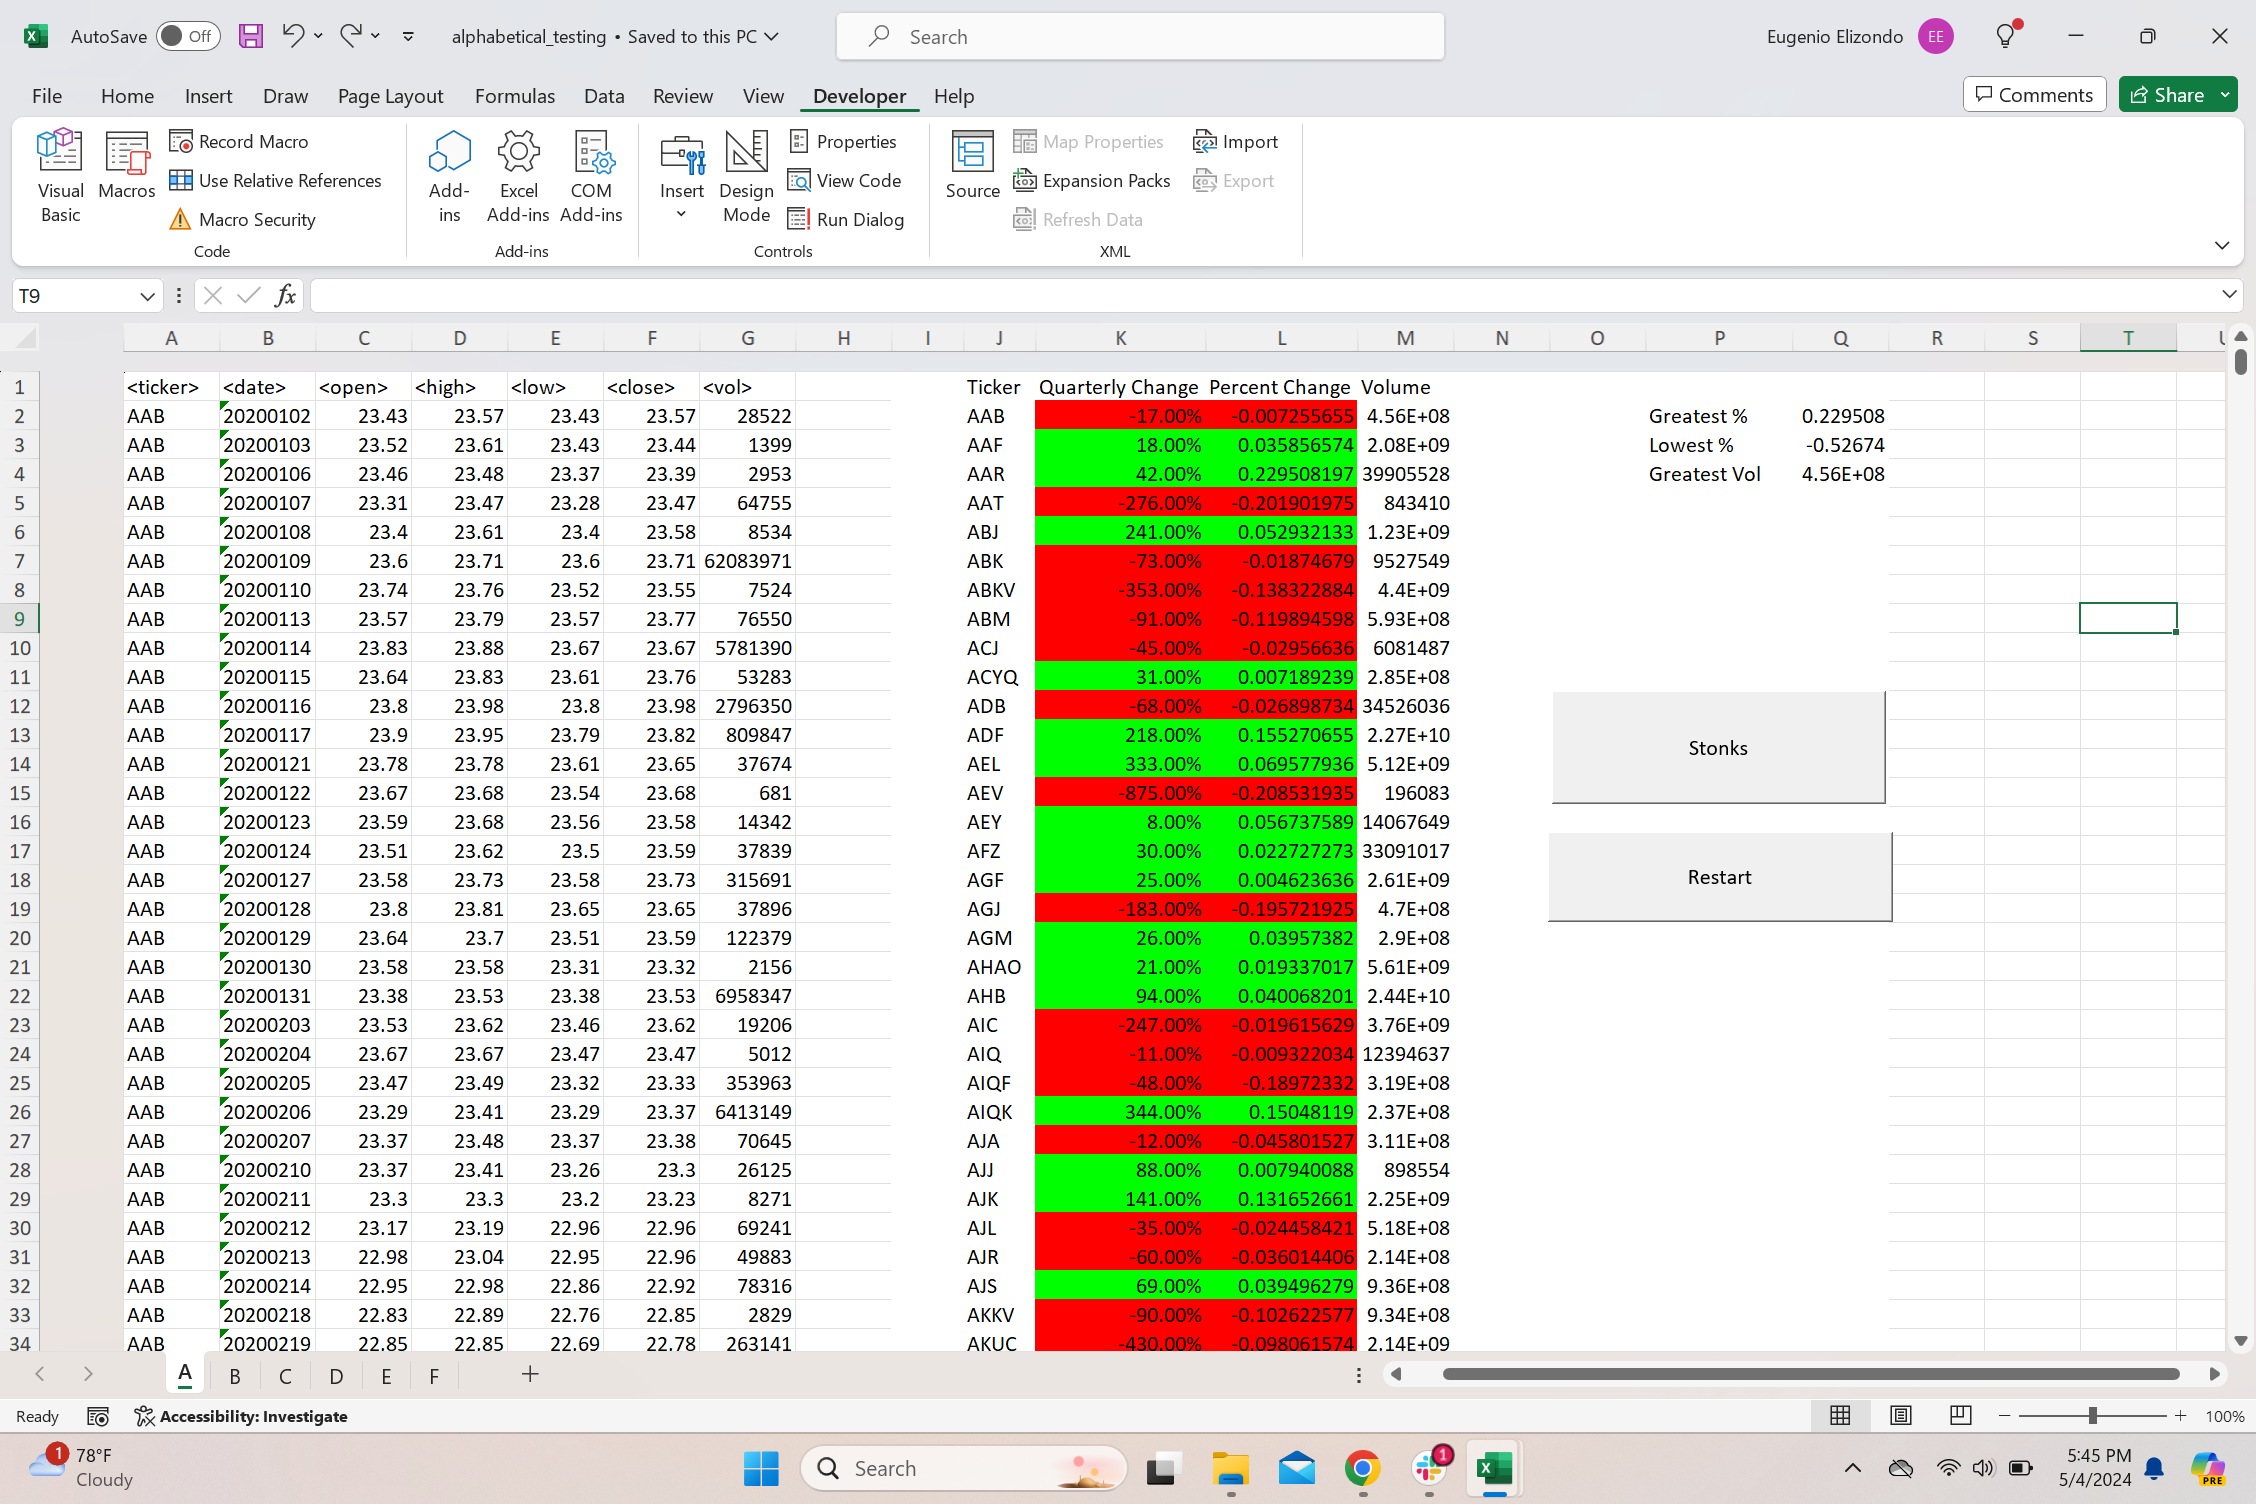 AutoSave Off alphabetical_testing • Saved to this PC Search Eugenio Elizondo EE
File Home Insert Draw Page Layout Formulas Data Review View Developer Help Comments Share
Visual Basic Macros Record Macro Use Relative References Macro Security Code
Add-ins Excel Add-ins COM Add-ins Add-ins
Insert Design Mode Properties View Code Run Dialog Controls
Source Map Properties Expansion Packs Refresh Data Import Export XML
T9 fx
A B C D E F G H I J K L M N O P Q R S T
1 <ticker> <date> <open> <high> <low> <close> <vol> Ticker Quarterly Change Percent Change Volume
2 AAB 20200102 23.43 23.57 23.43 23.57 28522 AAB -17.00% -0.007255655 4.56E+08 Greatest % 0.229508
3 AAB 20200103 23.52 23.61 23.43 23.44 1399 AAF 18.00% 0.035856574 2.08E+09 Lowest % -0.52674
4 AAB 20200106 23.46 23.48 23.37 23.39 2953 AAR 42.00% 0.229508197 39905528 Greatest Vol 4.56E+08
5 AAB 20200107 23.31 23.47 23.28 23.47 64755 AAT -276.00% -0.201901975 843410
6 AAB 20200108 23.4 23.61 23.4 23.58 8534 ABJ 241.00% 0.052932133 1.23E+09
7 AAB 20200109 23.6 23.71 23.6 23.71 62083971 ABK -73.00% -0.01874679 9527549
8 AAB 20200110 23.74 23.76 23.52 23.55 7524 ABKV -353.00% -0.138322884 4.4E+09
9 AAB 20200113 23.57 23.79 23.57 23.77 76550 ABM -91.00% -0.119894598 5.93E+08
10 AAB 20200114 23.83 23.88 23.67 23.67 5781390 ACJ -45.00% -0.02956636 6081487
11 AAB 20200115 23.64 23.83 23.61 23.76 53283 ACYQ 31.00% 0.007189239 2.85E+08
12 AAB 20200116 23.8 23.98 23.8 23.98 2796350 ADB -68.00% -0.026898734 34526036
13 AAB 20200117 23.9 23.95 23.79 23.82 809847 ADF 218.00% 0.155270655 2.27E+10 Stonks
14 AAB 20200121 23.78 23.78 23.61 23.65 37674 AEL 333.00% 0.069577936 5.12E+09
15 AAB 20200122 23.67 23.68 23.54 23.68 681 AEV -875.00% -0.208531935 196083
16 AAB 20200123 23.59 23.68 23.56 23.58 14342 AEY 8.00% 0.056737589 14067649
17 AAB 20200124 23.51 23.62 23.5 23.59 37839 AFZ 30.00% 0.022727273 33091017
18 AAB 20200127 23.58 23.73 23.58 23.73 315691 AGF 25.00% 0.004623636 2.61E+09 Restart
19 AAB 20200128 23.8 23.81 23.65 23.65 37896 AGJ -183.00% -0.195721925 4.7E+08
20 AAB 20200129 23.64 23.7 23.51 23.59 122379 AGM 26.00% 0.03957382 2.9E+08
21 AAB 20200130 23.58 23.58 23.31 23.32 2156 AHAO 21.00% 0.019337017 5.61E+09
22 AAB 20200131 23.38 23.53 23.38 23.53 6958347 AHB 94.00% 0.040068201 2.44E+10
23 AAB 20200203 23.53 23.62 23.46 23.62 19206 AIC -247.00% -0.019615629 3.76E+09
24 AAB 20200204 23.67 23.67 23.47 23.47 5012 AIQ -11.00% -0.009322034 12394637
25 AAB 20200205 23.47 23.49 23.32 23.33 353963 AIQF -48.00% -0.18972332 3.19E+08
26 AAB 20200206 23.29 23.41 23.29 23.37 6413149 AIQK 344.00% 0.15048119 2.37E+08
27 AAB 20200207 23.37 23.48 23.37 23.38 70645 AJA -12.00% -0.045801527 3.11E+08
28 AAB 20200210 23.37 23.41 23.26 23.3 26125 AJJ 88.00% 0.007940088 898554
29 AAB 20200211 23.3 23.3 23.2 23.23 8271 AJK 141.00% 0.131652661 2.25E+09
30 AAB 20200212 23.17 23.19 22.96 22.96 69241 AJL -35.00% -0.024458421 5.18E+08
31 AAB 20200213 22.98 23.04 22.95 22.96 49883 AJR -60.00% -0.036014406 2.14E+08
32 AAB 20200214 22.95 22.98 22.86 22.92 78316 AJS 69.00% 0.039496279 9.36E+08
33 AAB 20200218 22.83 22.89 22.76 22.85 2829 AKKV -90.00% -0.102622577 9.34E+08
34 AAB 20200219 22.85 22.85 22.69 22.78 263141 AKUC -430.00% -0.098061574 2.14E+09
A B C D E F
Ready Accessibility: Investigate 100%
1 78°F Search 1 5:45 PM
Cloudy 5/4/2024 PRE